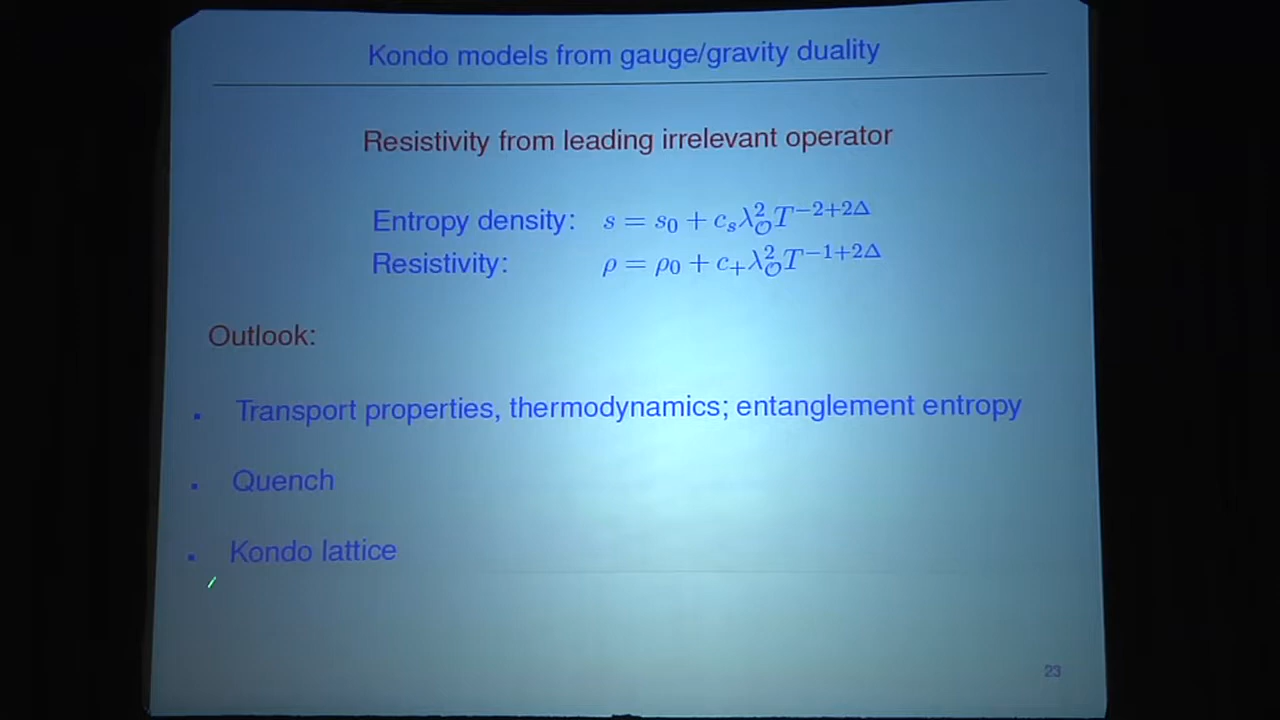 Kondo models from gauge/gravity duality
Resistivity from leading irrelevant operator
Entropy density: $s = s_0 + c_s \lambda_{\mathcal{O}}^2 T^{-2+2\Delta}$
Resistivity: $\rho = \rho_0 + c_+ \lambda_{\mathcal{O}}^2 T^{-1+2\Delta}$
Outlook:
▪ Transport properties, thermodynamics; entanglement entropy
▪ Quench
▪ Kondo lattice
23